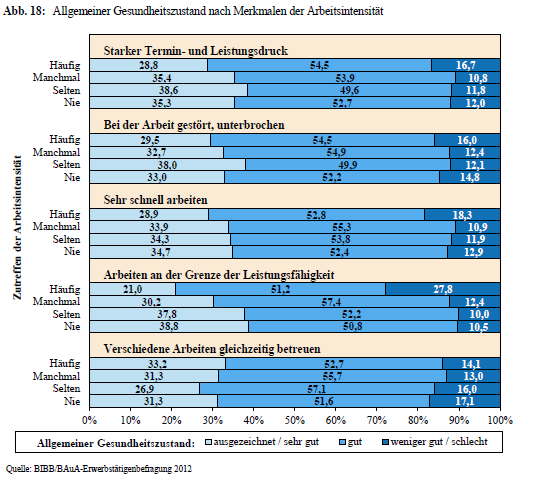 Abb. 18: Allgemeiner Gesundheitszustand nach Merkmalen der Arbeitsintensität
Zutreffen der Arbeitsintensität
Starker Termin- und Leistungsdruck
Häufig 28,8 54,5 16,7
Manchmal 35,4 53,9 10,8
Selten 38,6 49,6 11,8
Nie 35,3 52,7 12,0
Bei der Arbeit gestört, unterbrochen
Häufig 29,5 54,5 16,0
Manchmal 32,7 54,9 12,4
Selten 38,0 49,9 12,1
Nie 33,0 52,2 14,8
Sehr schnell arbeiten
Häufig 28,9 52,8 18,3
Manchmal 33,9 55,3 10,9
Selten 34,3 53,8 11,9
Nie 34,7 52,4 12,9
Arbeiten an der Grenze der Leistungsfähigkeit
Häufig 21,0 51,2 27,8
Manchmal 30,2 57,4 12,4
Selten 37,8 52,2 10,0
Nie 38,8 50,8 10,5
Verschiedene Arbeiten gleichzeitig betreuen
Häufig 33,2 52,7 14,1
Manchmal 31,3 55,7 13,0
Selten 26,9 57,1 16,0
Nie 31,3 51,6 17,1
0% 10% 20% 30% 40% 50% 60% 70% 80% 90% 100%
Allgemeiner Gesundheitszustand: ausgezeichnet / sehr gut gut weniger gut / schlecht
Quelle: BIBB/BAuA-Erwerbstätigenbefragung 2012